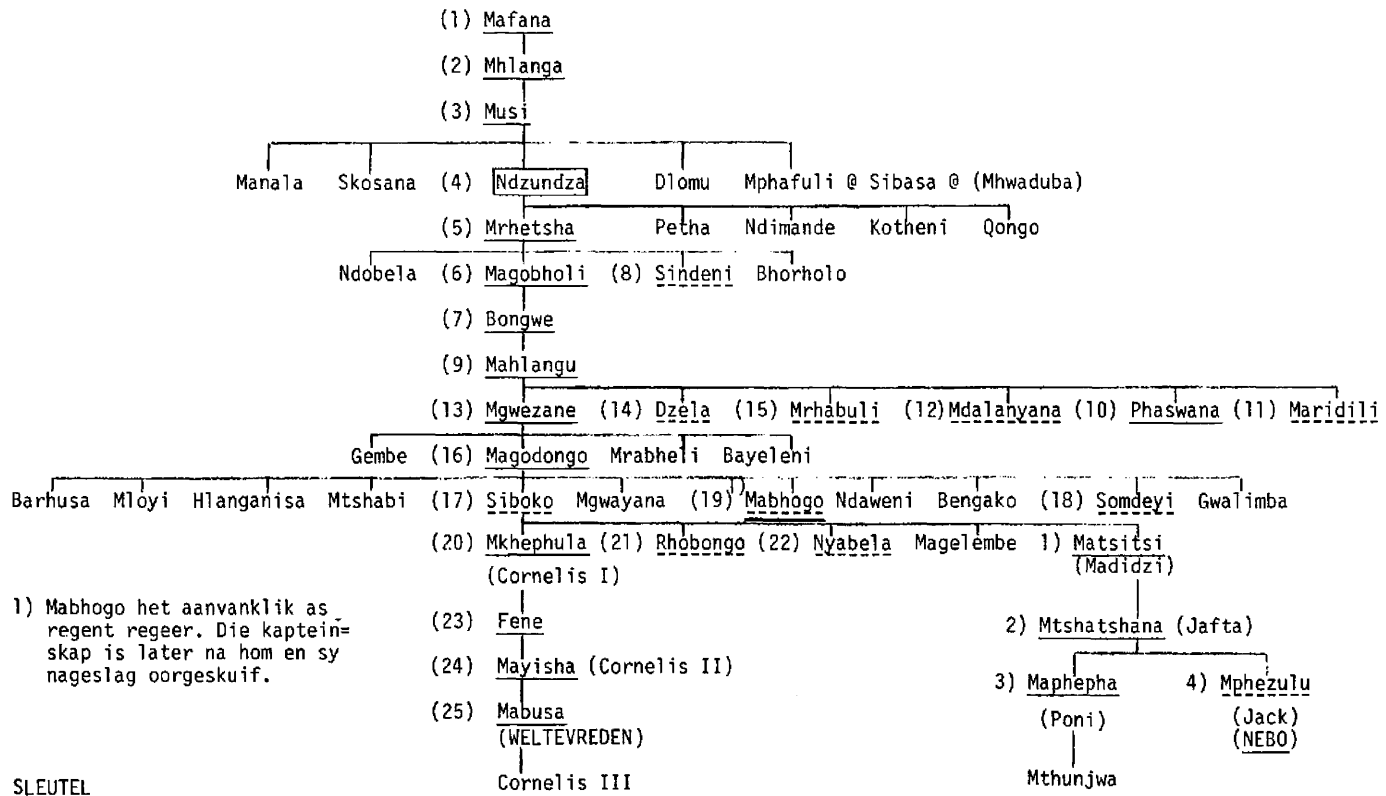 (1) Mafana
(2) Mhlanga
(3) Musi
Manala Skosana (4) Ndzundza Dlomu Mphafuli @ Sibasa @ (Mhwaduba)
(5) Mrhetsha Petha Ndimande Kotheni Qongo
Ndobela (6) Magobholi (8) Sindeni Bhorholo
(7) Bongwe
(9) Mahlangu
(13) Mgwezane (14) Dzela (15) Mrhabuli (12) Mdalanyana (10) Phaswana (11) Maridili
Gembe (16) Magodongo Mrabheli Bayeleni
Barhusa Mloyi Hlanganisa Mtshabi (17) Siboko Mgwayana (19) 1) Mabhogo Ndaweni Bengako (18) Somdeyi Gwalimba
(20) Mkhephula (21) Rhobongo (22) Nyabela Magelembe 1) Matsitsi
(Cornelis I) (Madidzi)
1) Mabhogo het aanvanklik as
regent regeer. Die kaptein=
skap is later na hom en sy
nageslag oorgeskuif.
(23) Fene 2) Mtshatshana (Jafta)
(24) Mayisha (Cornelis II) 3) Maphepha 4) Mphezulu
(25) Mabusa (Poni) (Jack)
(WELTEVREDEN) (NEBO)
Cornelis III Mthunjwa
SLEUTEL